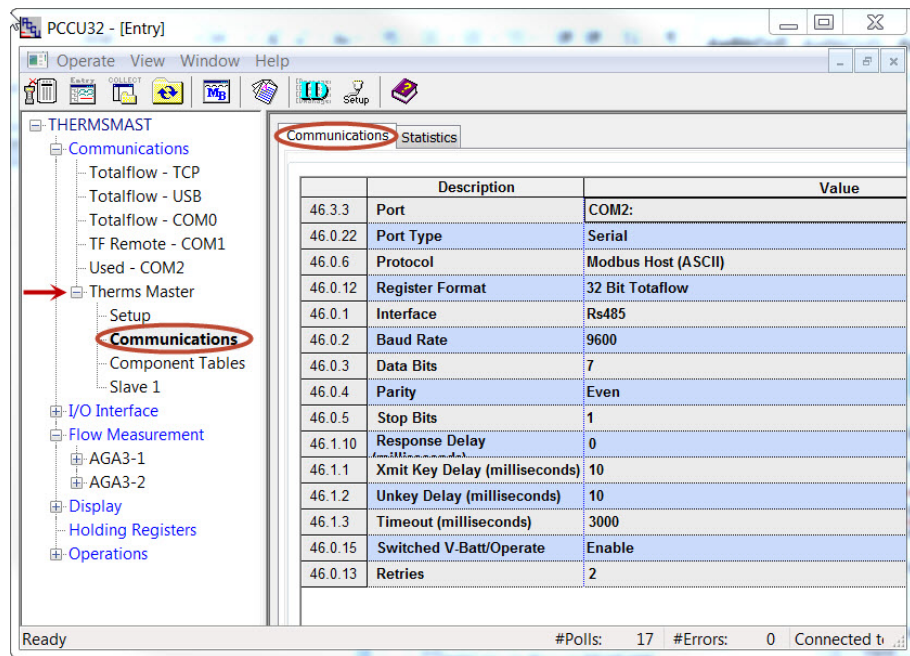 PCCU32 - [Entry]
Operate View Window Help
Entry
COLLECT
MB
ID
Setup
THERMSMAST
Communications
Totalflow - TCP
Totalflow - USB
Totalflow - COM0
TF Remote - COM1
Used - COM2
Therms Master
Setup
Communications
Component Tables
Slave 1
I/O Interface
Flow Measurement
AGA3-1
AGA3-2
Display
Holding Registers
Operations
Communications Statistics
Description Value
46.3.3 Port COM2:
46.0.22 Port Type Serial
46.0.6 Protocol Modbus Host (ASCII)
46.0.12 Register Format 32 Bit Totaflow
46.0.1 Interface Rs485
46.0.2 Baud Rate 9600
46.0.3 Data Bits 7
46.0.4 Parity Even
46.0.5 Stop Bits 1
46.1.10 Response Delay 0
46.1.1 Xmit Key Delay (milliseconds) 10
46.1.2 Unkey Delay (milliseconds) 10
46.1.3 Timeout (milliseconds) 3000
46.0.15 Switched V-Batt/Operate Enable
46.0.13 Retries 2
Ready #Polls: 17 #Errors: 0 Connected t